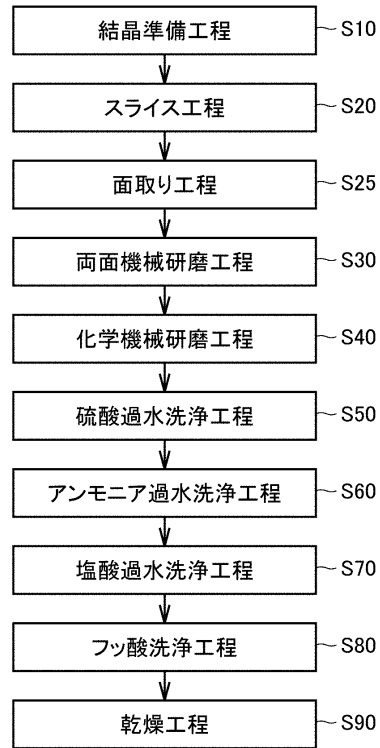 結晶準備工程 S10
スライス工程 S20
面取り工程 S25
両面機械研磨工程 S30
化学機械研磨工程 S40
硫酸過水洗浄工程 S50
アンモニア過水洗浄工程 S60
塩酸過水洗浄工程 S70
フッ酸洗浄工程 S80
乾燥工程 S90